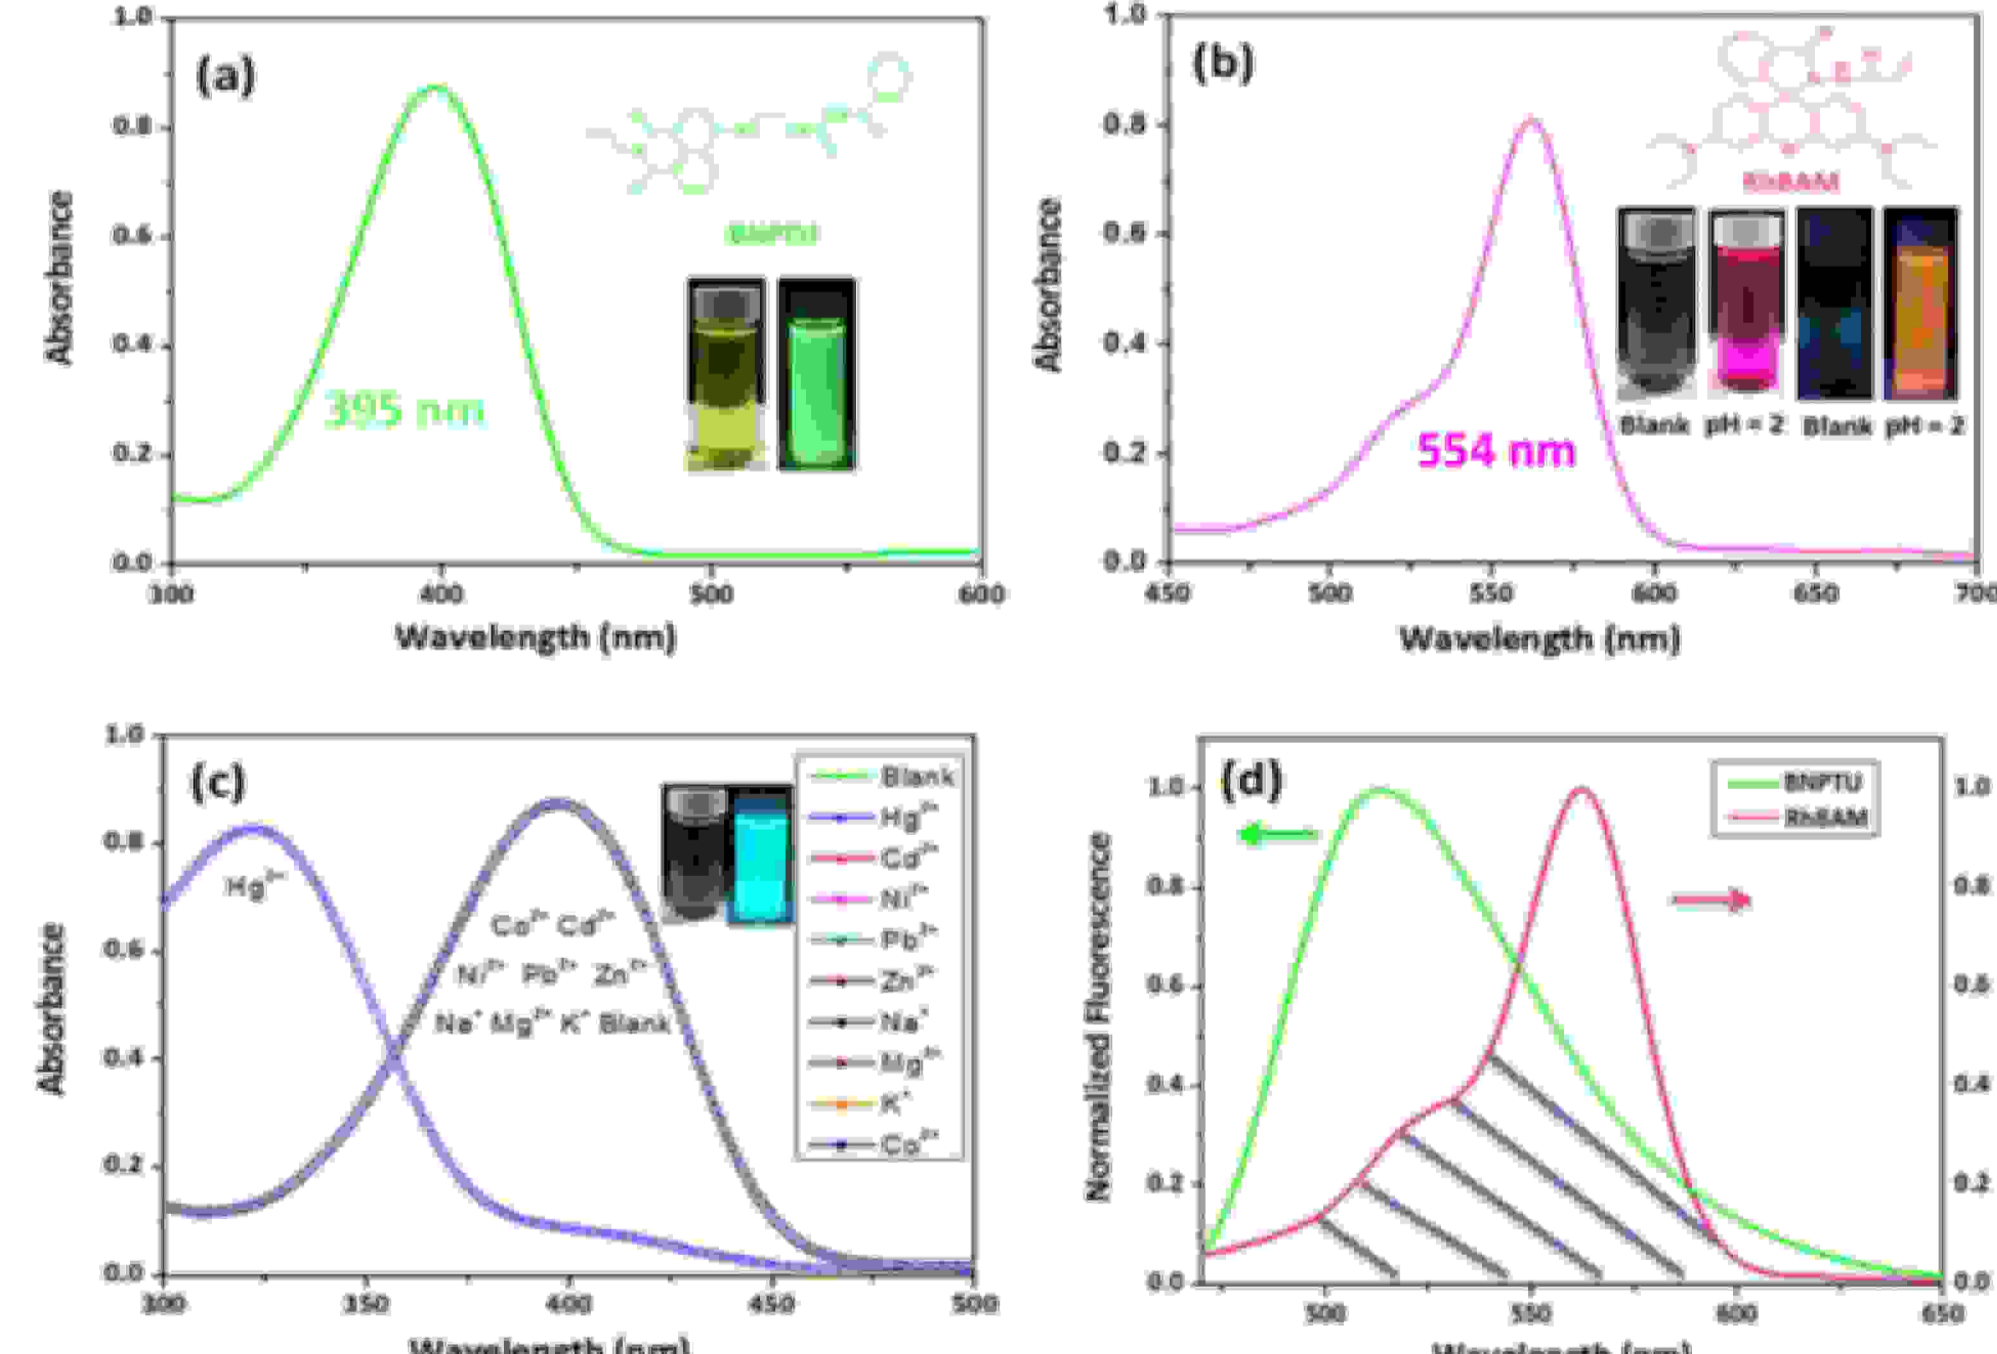 (a)
1.0
0.8
0.6
0.4
0.2
0.0
Absorbance
BNPTU
395 nm
300 400 500 600
Wavelength (nm)
(b)
1.0
0.8
0.6
0.4
0.2
0.0
Absorbance
RhBAM
Blank pH = 2 Blank pH = 2
554 nm
450 500 550 600 650 700
Wavelength (nm)
(c)
1.0
0.8
0.6
0.4
0.2
0.0
Absorbance
Hg²⁺
Co²⁺ Cd²⁺
Ni²⁺ Pb²⁺ Zn²⁺
Na⁺ Mg²⁺ K⁺ Blank
Blank
Hg²⁺
Cd²⁺
Ni²⁺
Pb²⁺
Zn²⁺
Na⁺
Mg²⁺
K⁺
Co²⁺
300 350 400 450 500
Wavelength (nm)
(d)
1.0
0.8
0.6
0.4
0.2
0.0
Normalized Fluorescence
BNPTU
RhBAM
1.0
0.8
0.6
0.4
0.2
0.0
500 550 600 650
Wavelength (nm)